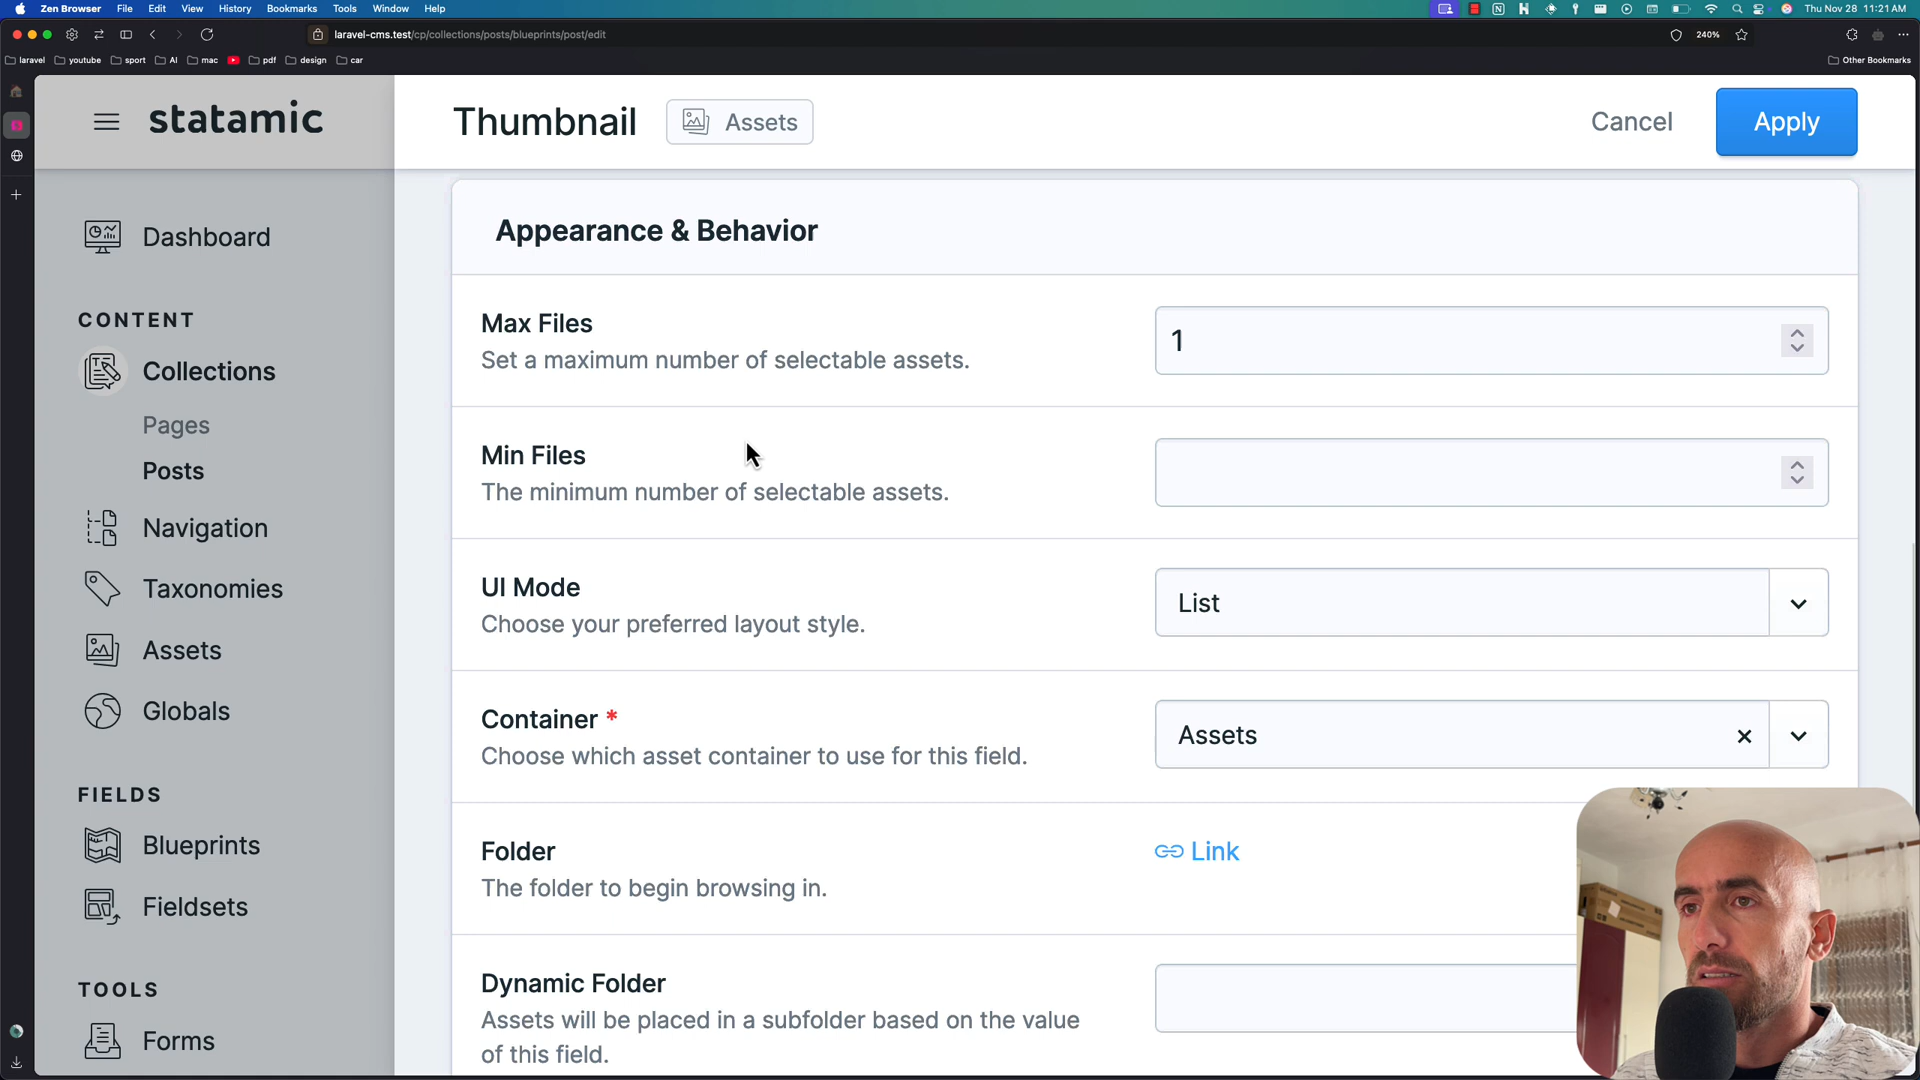 Zen Browser File Edit View History Bookmarks Tools Window Help Thu Nov 28 11:21 AM
laravel-cms.test/cp/collections/posts/blueprints/post/edit 240%
laravel youtube sport AI mac pdf design car Other Bookmarks
statamic
Dashboard
CONTENT
Collections
Pages
Posts
Navigation
Taxonomies
Assets
Globals
FIELDS
Blueprints
Fieldsets
TOOLS
Forms
Thumbnail Assets Cancel Apply
Appearance & Behavior
Max Files
Set a maximum number of selectable assets.
1
Min Files
The minimum number of selectable assets.
UI Mode
Choose your preferred layout style.
List
Container *
Choose which asset container to use for this field.
Assets
Folder
The folder to begin browsing in.
Link
Dynamic Folder
Assets will be placed in a subfolder based on the value
of this field.